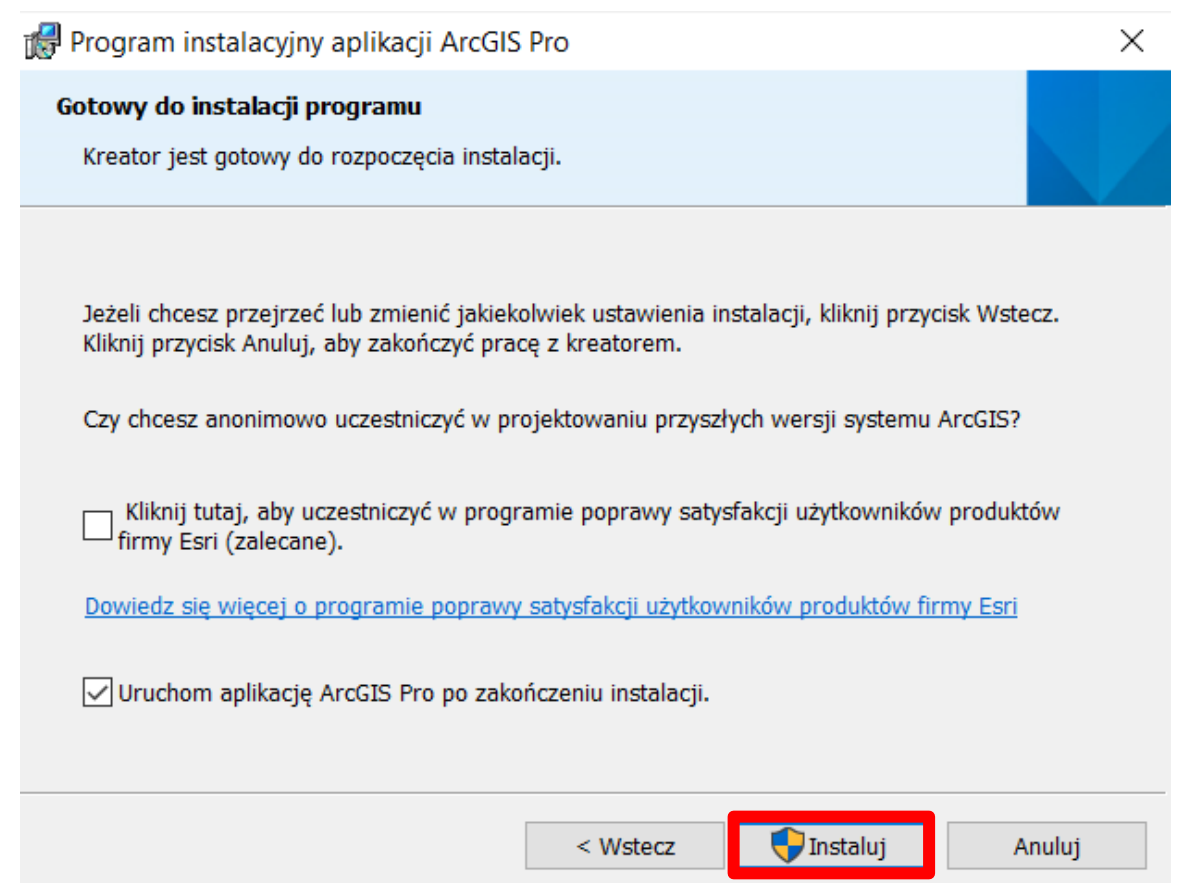 Program instalacyjny aplikacji ArcGIS Pro
Gotowy do instalacji programu
Kreator jest gotowy do rozpoczęcia instalacji.
Jeżeli chcesz przejrzeć lub zmienić jakiekolwiek ustawienia instalacji, kliknij przycisk Wstecz.
Kliknij przycisk Anuluj, aby zakończyć pracę z kreatorem.
Czy chcesz anonimowo uczestniczyć w projektowaniu przyszłych wersji systemu ArcGIS?
Kliknij tutaj, aby uczestniczyć w programie poprawy satysfakcji użytkowników produktów
firmy Esri (zalecane).
Dowiedz się więcej o programie poprawy satysfakcji użytkowników produktów firmy Esri
Uruchom aplikację ArcGIS Pro po zakończeniu instalacji.
< Wstecz Instaluj Anuluj